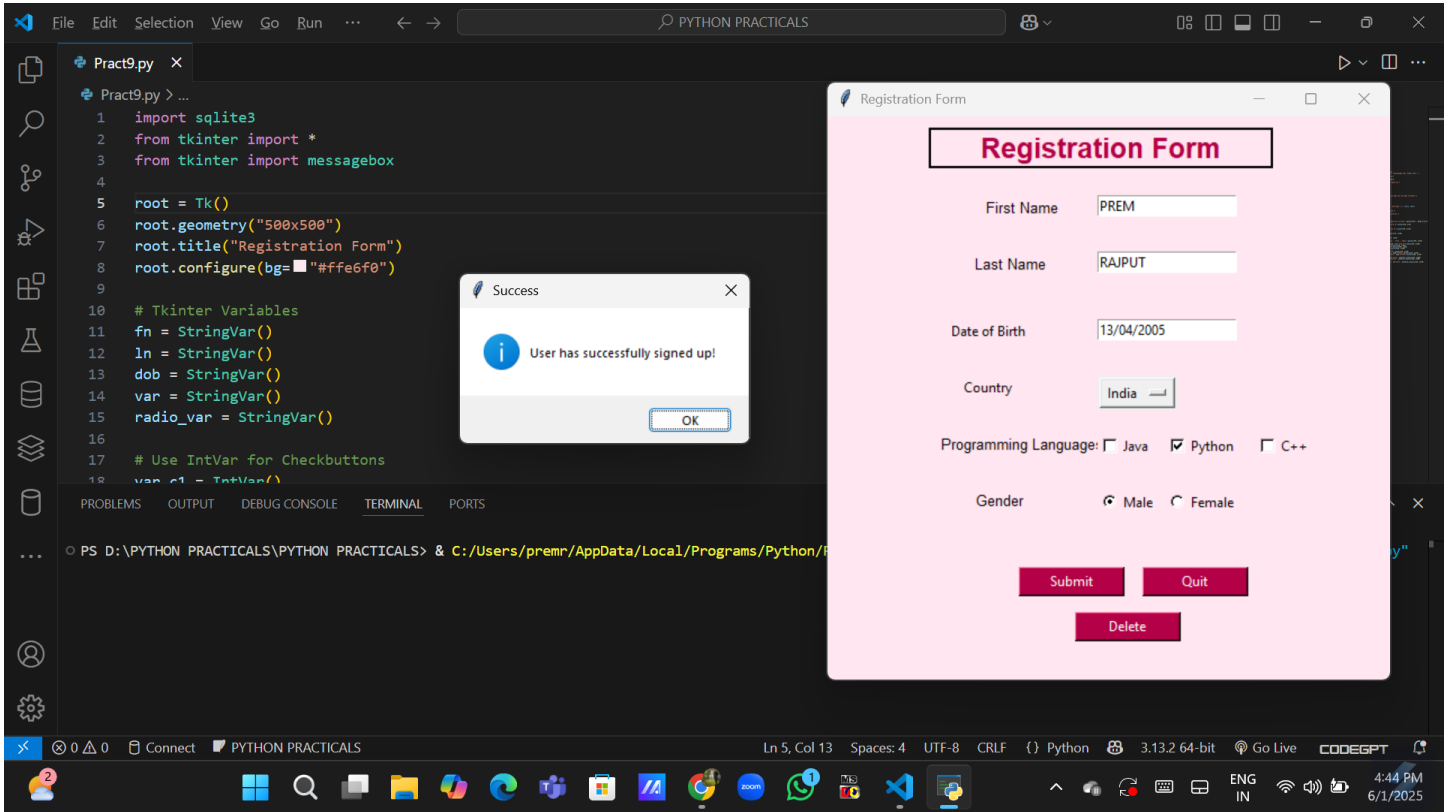 File Edit Selection View Go Run ··· PYTHON PRACTICALS
Pract9.py
Pract9.py > ...
1 import sqlite3
2 from tkinter import *
3 from tkinter import messagebox
4
5 root = Tk()
6 root.geometry("500x500")
7 root.title("Registration Form")
8 root.configure(bg="#ffe6f0")
9
10 # Tkinter Variables
11 fn = StringVar()
12 ln = StringVar()
13 dob = StringVar()
14 var = StringVar()
15 radio_var = StringVar()
16
17 # Use IntVar for Checkbuttons
18 var_c1 = IntVar()
Success
User has successfully signed up!
OK
Registration Form
Registration Form
First Name PREM
Last Name RAJPUT
Date of Birth 13/04/2005
Country India
Programming Language: Java Python C++
Gender Male Female
Submit Quit
Delete
PROBLEMS OUTPUT DEBUG CONSOLE TERMINAL PORTS
PS D:\PYTHON PRACTICALS\PYTHON PRACTICALS> & C:/Users/premr/AppData/Local/Programs/Python/ y"
0 0 Connect PYTHON PRACTICALS Ln 5, Col 13 Spaces: 4 UTF-8 CRLF {} Python 3.13.2 64-bit Go Live CODEGPT
2 zoom 1 ENG 4:44 PM
IN 6/1/2025